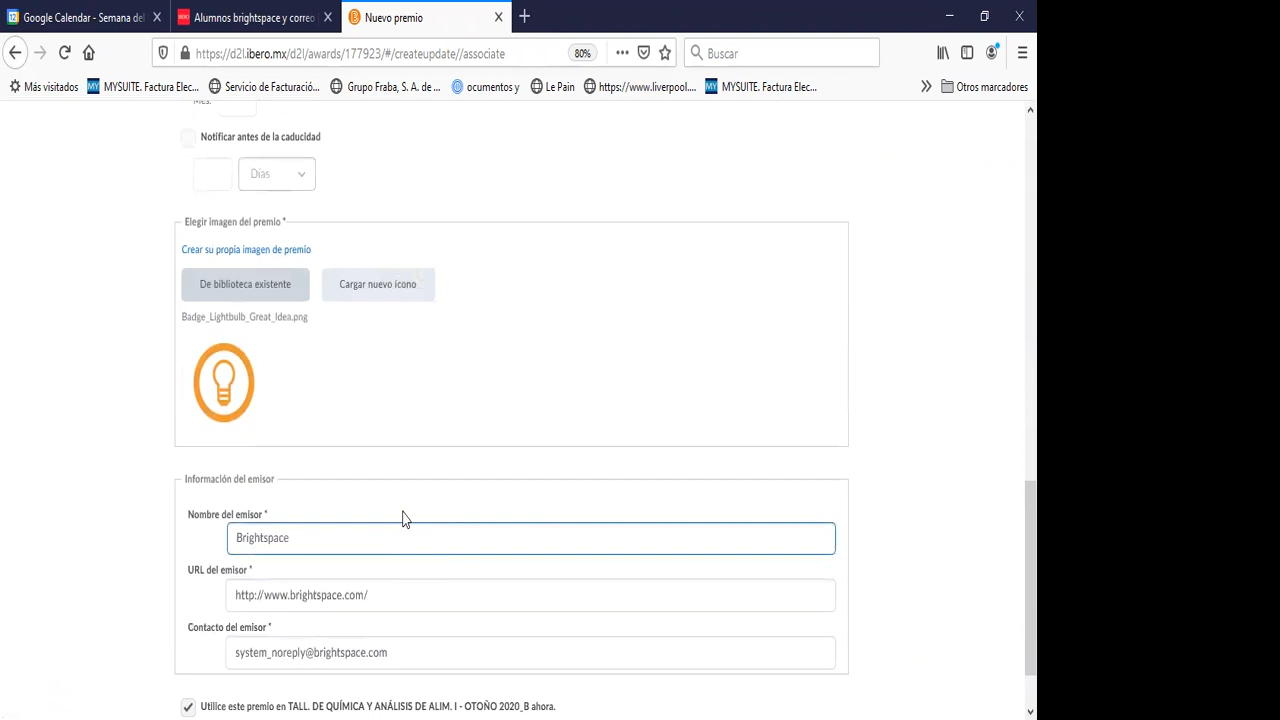 Google Calendar - Semana del
Alumnos brightspace y correo
Nuevo premio
https://d2l.ibero.mx/d2l/awards/177923/#/createupdate//associate
80%
Buscar
Más visitados
MYSUITE. Factura Elec...
Servicio de Facturació...
Grupo Fraba, S. A. de ...
ocumentos y
Le Pain
https://www.liverpool....
MYSUITE. Factura Elec...
Otros marcadores
Mes:
Notificar antes de la caducidad
Días
Elegir imagen del premio *
Crear su propia imagen de premio
De biblioteca existente
Cargar nuevo ícono
Badge_Lightbulb_Great_Idea.png
Información del emisor
Nombre del emisor *
Brightspace
URL del emisor *
http://www.brightspace.com/
Contacto del emisor *
system_noreply@brightspace.com
Utilice este premio en TALL. DE QUÍMICA Y ANÁLISIS DE ALIM. I - OTOÑO 2020_B ahora.